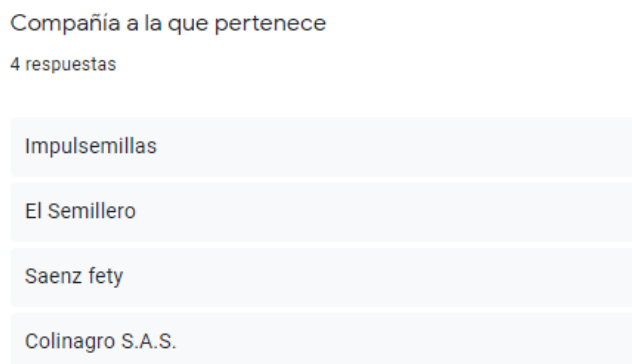 Compañía a la que pertenece
4 respuestas
Impulsemillas
El Semillero
Saenz fety
Colinagro S.A.S.